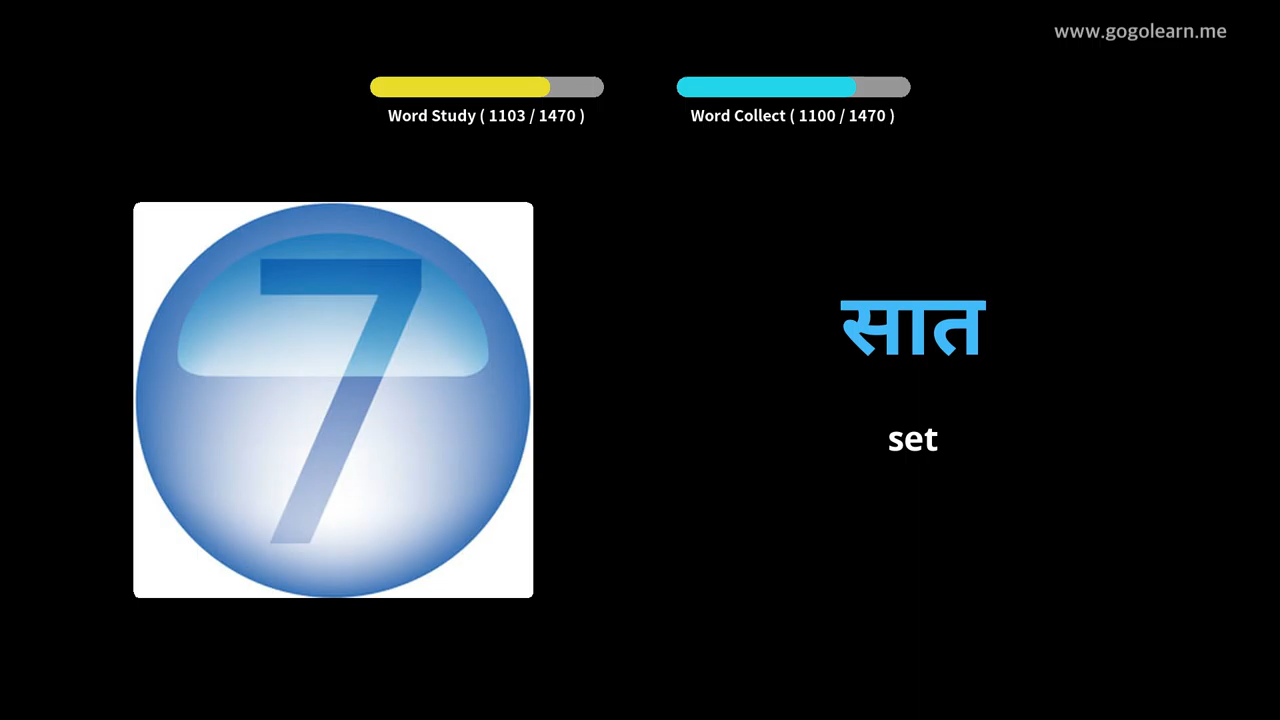 www.gogolearn.me
Word Study ( 1103 / 1470 )
Word Collect ( 1100 / 1470 )
7
सात
set